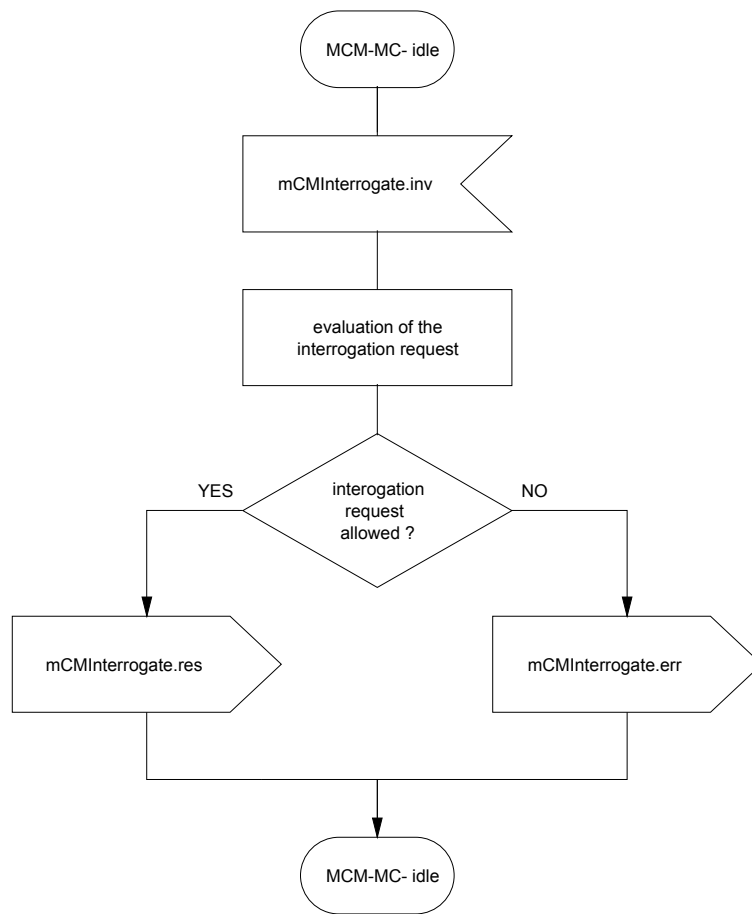 MCM-MC- idle
mCMInterrogate.inv
evaluation of the
interrogation request
YES
interogation
request
allowed ?
NO
mCMInterrogate.res
mCMInterrogate.err
MCM-MC- idle